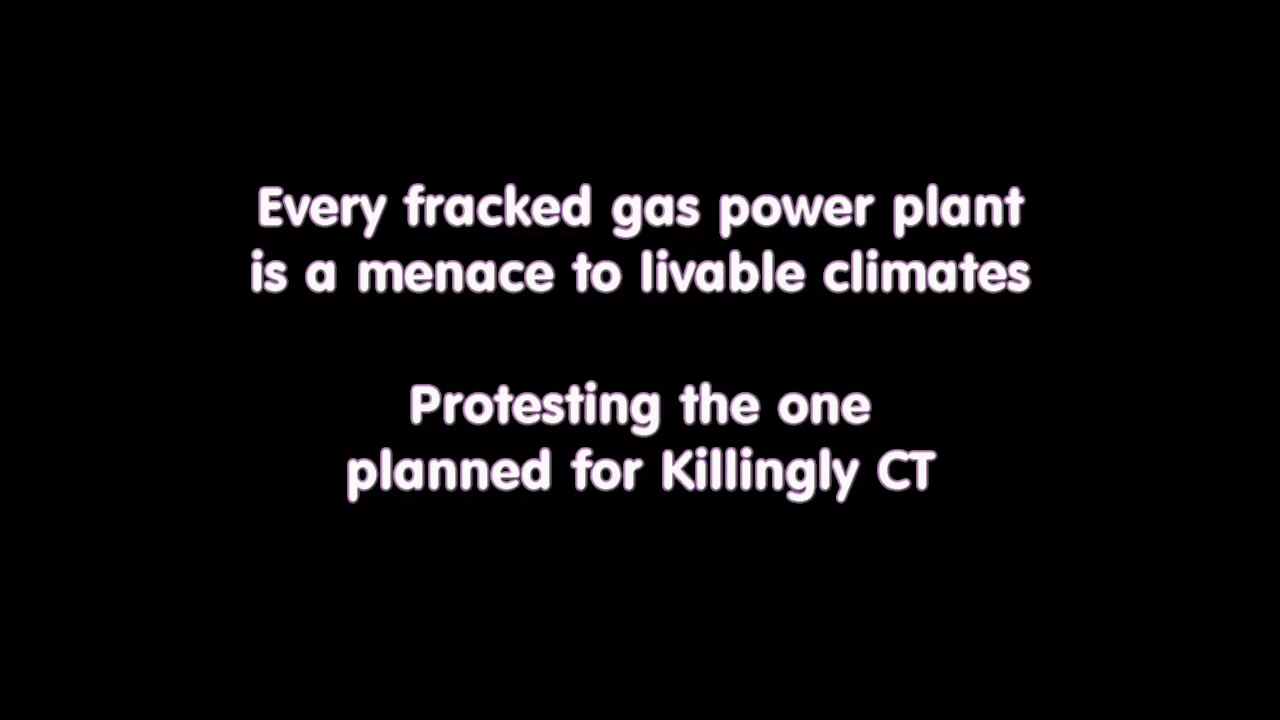 Every fracked gas power plant
is a menace to livable climates
Protesting the one
planned for Killingly CT